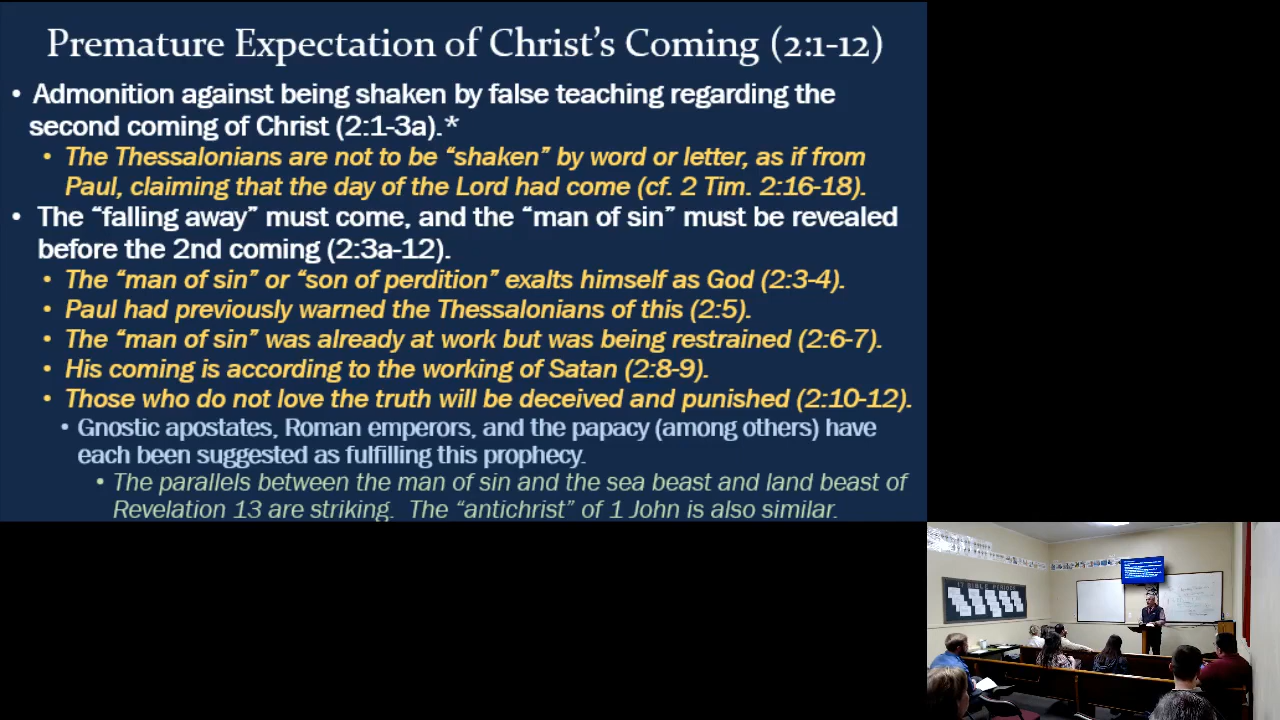 Premature Expectation of Christ’s Coming (2:1-12)
• Admonition against being shaken by false teaching regarding the
second coming of Christ (2:1-3a).*
• The Thessalonians are not to be “shaken” by word or letter, as if from
Paul, claiming that the day of the Lord had come (cf. 2 Tim. 2:16-18).
• The “falling away” must come, and the “man of sin” must be revealed
before the 2nd coming (2:3a-12).
• The “man of sin” or “son of perdition” exalts himself as God (2:3-4).
• Paul had previously warned the Thessalonians of this (2:5).
• The “man of sin” was already at work but was being restrained (2:6-7).
• His coming is according to the working of Satan (2:8-9).
• Those who do not love the truth will be deceived and punished (2:10-12).
• Gnostic apostates, Roman emperors, and the papacy (among others) have
each been suggested as fulfilling this prophecy.
• The parallels between the man of sin and the sea beast and land beast of
Revelation 13 are striking.  The “antichrist” of 1 John is also similar.
17 BIBLE PERIODS